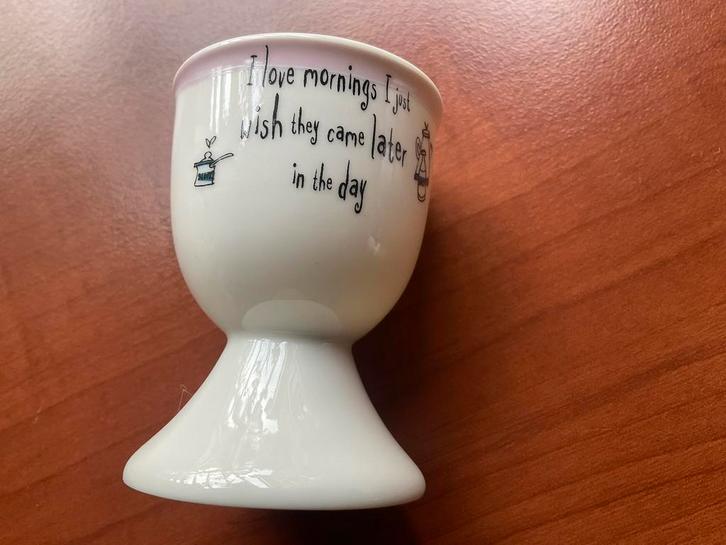 I love mornings I just
wish they came later
in the day